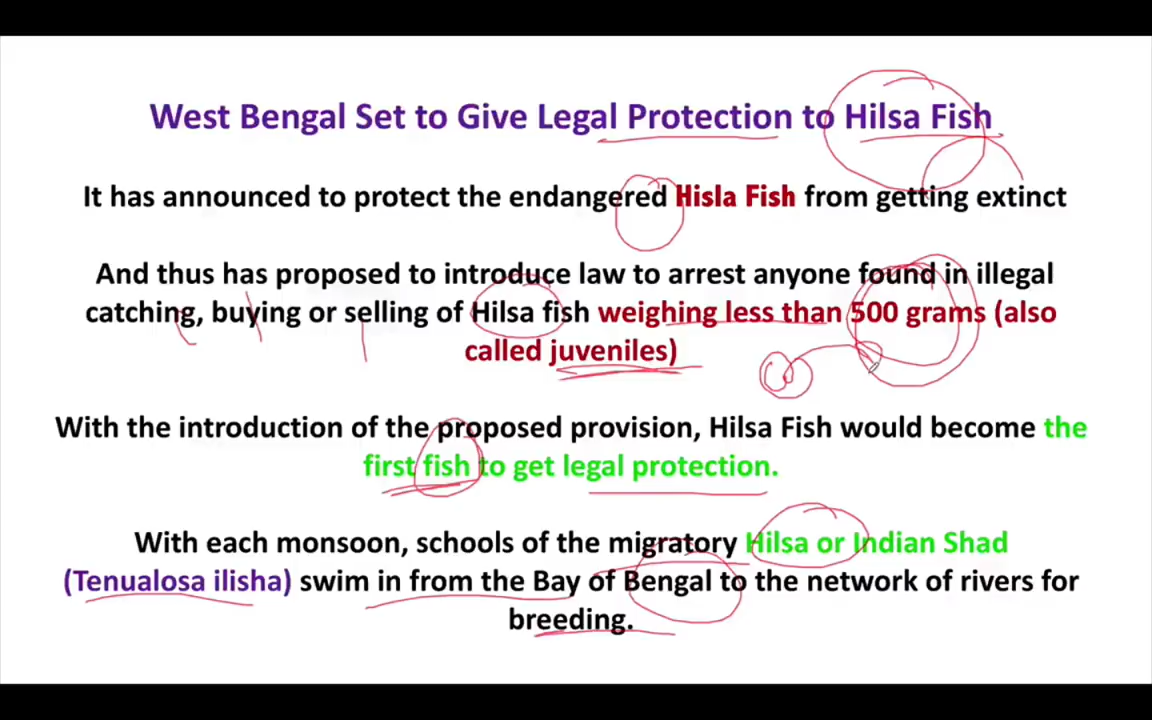 West Bengal Set to Give Legal Protection to Hilsa Fish
It has announced to protect the endangered Hisla Fish from getting extinct
And thus has proposed to introduce law to arrest anyone found in illegal
catching, buying or selling of Hilsa fish weighing less than 500 grams (also
called juveniles)
With the introduction of the proposed provision, Hilsa Fish would become the
first fish to get legal protection.
With each monsoon, schools of the migratory Hilsa or Indian Shad
(Tenualosa ilisha) swim in from the Bay of Bengal to the network of rivers for
breeding.